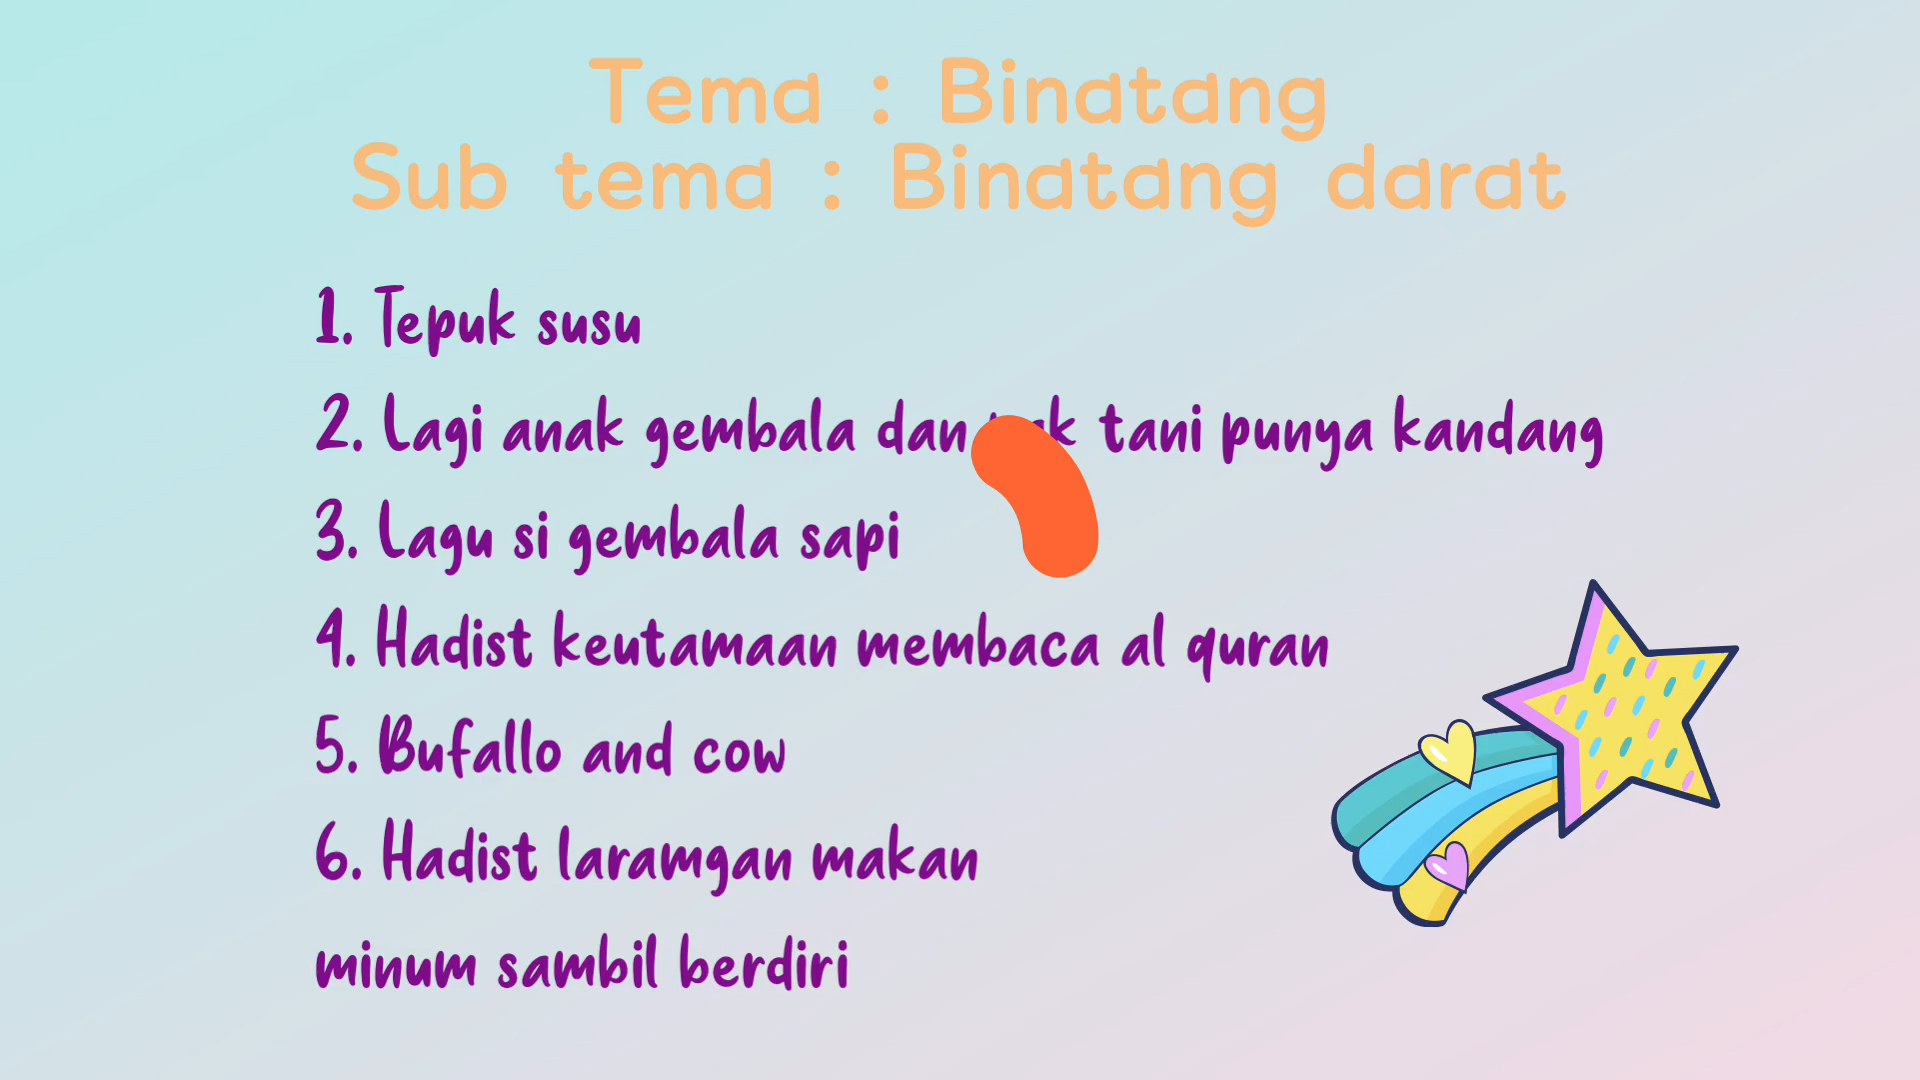 Tema : Binatang
Sub tema : Binatang darat
1. Tepuk susu
2. Lagi anak gembala dan tani punya kandang
3. Lagu si gembala sapi
4. Hadist keutamaan membaca al quran
5. Bufallo and cow
6. Hadist laramgan makan
minum sambil berdiri